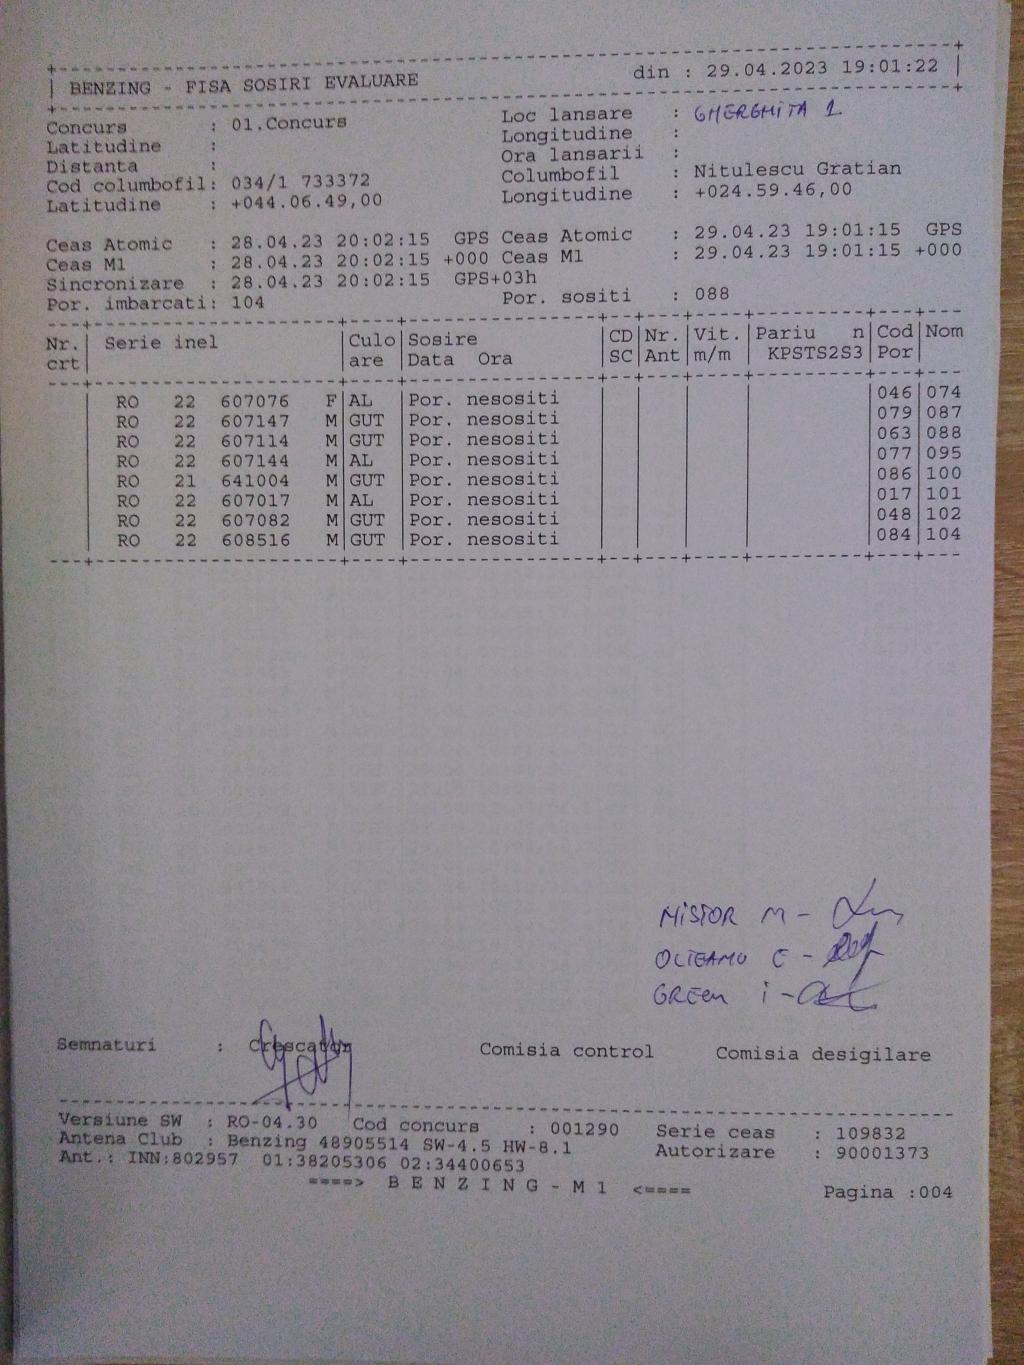 BENZING - FISA SOSIRI EVALUARE din : 29.04.2023 19:01:22
Concurs : 01.Concurs Loc lansare : GHERGHITA 1
Latitudine : Longitudine :
Distanta : Ora lansarii :
Cod columbofil: 034/1 733372 Columbofil : Nitulescu Gratian
Latitudine : +044.06.49,00 Longitudine : +024.59.46,00
Ceas Atomic : 28.04.23 20:02:15 GPS Ceas Atomic : 29.04.23 19:01:15 GPS
Ceas M1 : 28.04.23 20:02:15 +000 Ceas M1 : 29.04.23 19:01:15 +000
Sincronizare : 28.04.23 20:02:15 GPS+03h
Por. imbarcati: 104 Por. sositi : 088
Nr. Serie inel Culo Sosire CD Nr. Vit. Pariu n Cod Nom
crt are Data Ora SC Ant m/m KPSTS2S3 Por
RO 22 607076 F AL Por. nesositi 046 074
RO 22 607147 M GUT Por. nesositi 079 087
RO 22 607114 M GUT Por. nesositi 063 088
RO 22 607144 M AL Por. nesositi 077 095
RO 21 641004 M GUT Por. nesositi 086 100
RO 22 607017 M AL Por. nesositi 017 101
RO 22 607082 M GUT Por. nesositi 048 102
RO 22 608516 M GUT Por. nesositi 084 104
NISTOR M -
OLTEANU C -
GREEN i -
Semnaturi : Crescator Comisia control Comisia desigilare
Versiune SW : RO-04.30 Cod concurs : 001290 Serie ceas : 109832
Antena Club : Benzing 48905514 SW-4.5 HW-8.1 Autorizare : 90001373
Ant.: INN:802957 01:38205306 02:34400653
====> B E N Z I N G - M 1 <==== Pagina :004